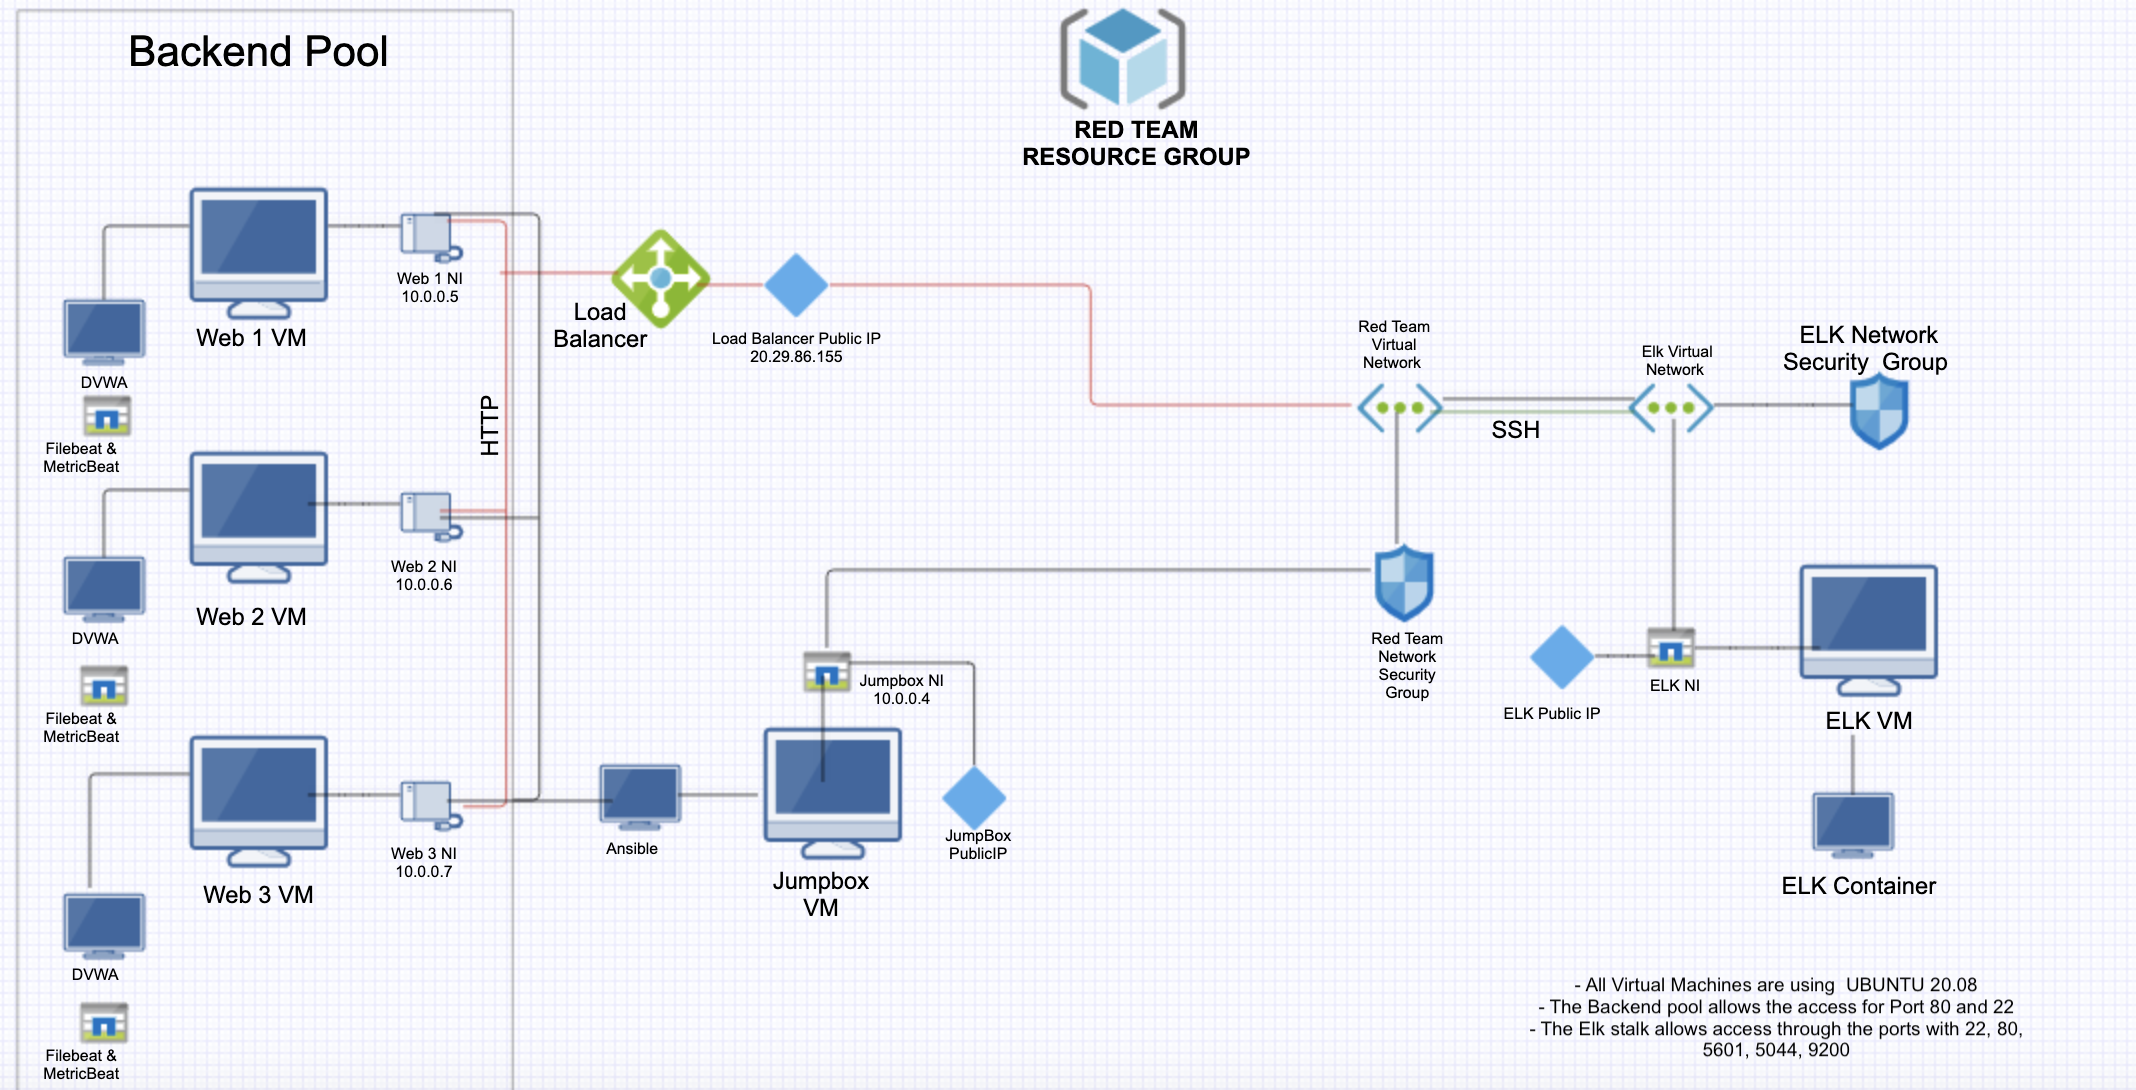 Backend Pool
RED TEAM
RESOURCE GROUP
Web 1 NI
10.0.0.5
Web 1 VM
DVWA
Filebeat &
MetricBeat
HTTP
Load
Balancer
Load Balancer Public IP
20.29.86.155
Red Team
Virtual
Network
SSH
Elk Virtual
Network
ELK Network
Security  Group
Web 2 NI
10.0.0.6
Web 2 VM
DVWA
Filebeat &
MetricBeat
Web 3 NI
10.0.0.7
Web 3 VM
DVWA
Filebeat &
MetricBeat
Ansible
Jumpbox NI
10.0.0.4
Jumpbox
VM
JumpBox
PublicIP
Red Team
Network
Security
Group
ELK Public IP
ELK NI
ELK VM
ELK Container
- All Virtual Machines are using  UBUNTU 20.08
- The Backend pool allows the access for Port 80 and 22
- The Elk stalk allows access through the ports with 22, 80,
5601, 5044, 9200